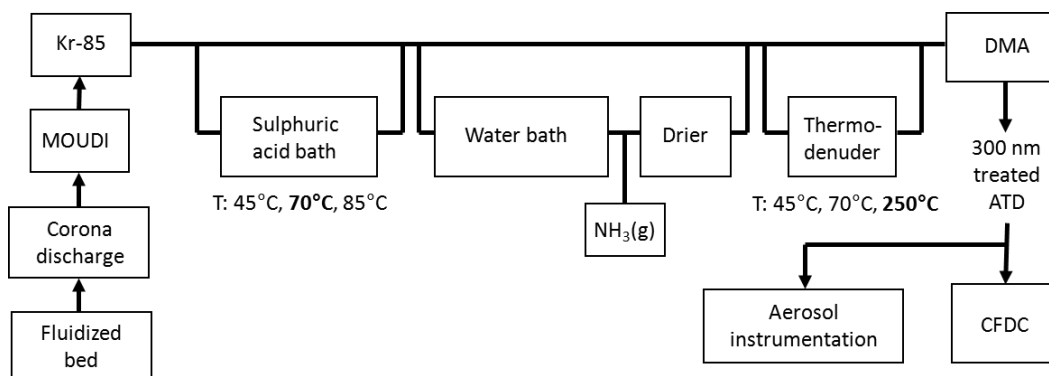 Kr-85
MOUDI
Corona
discharge
Fluidized
bed
Sulphuric
acid bath
T: 45°C, 70°C, 85°C
Water bath
NH₃(g)
Drier
Thermo-
denuder
T: 45°C, 70°C, 250°C
DMA
300 nm
treated
ATD
Aerosol
instrumentation
CFDC